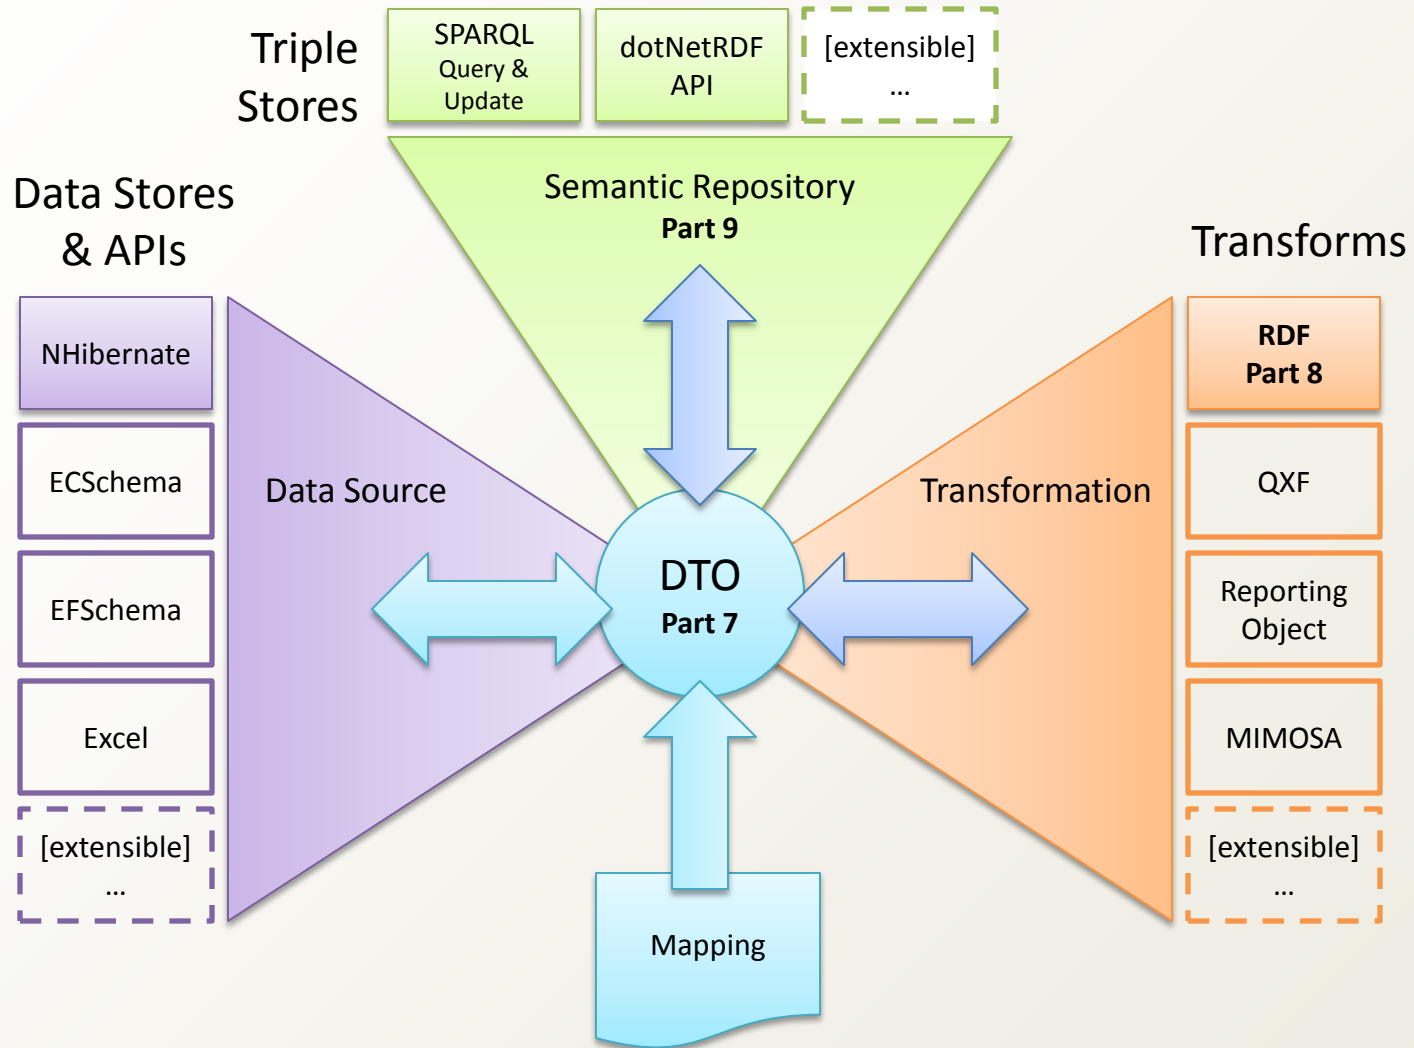 Triple
Stores
SPARQL
Query &
Update
dotNetRDF
API
[extensible]
...
Semantic Repository
Part 9
Data Stores
& APIs
NHibernate
ECSchema
EFSchema
Excel
[extensible]
...
Data Source
DTO
Part 7
Mapping
Transformation
Transforms
RDF
Part 8
QXF
Reporting
Object
MIMOSA
[extensible]
...